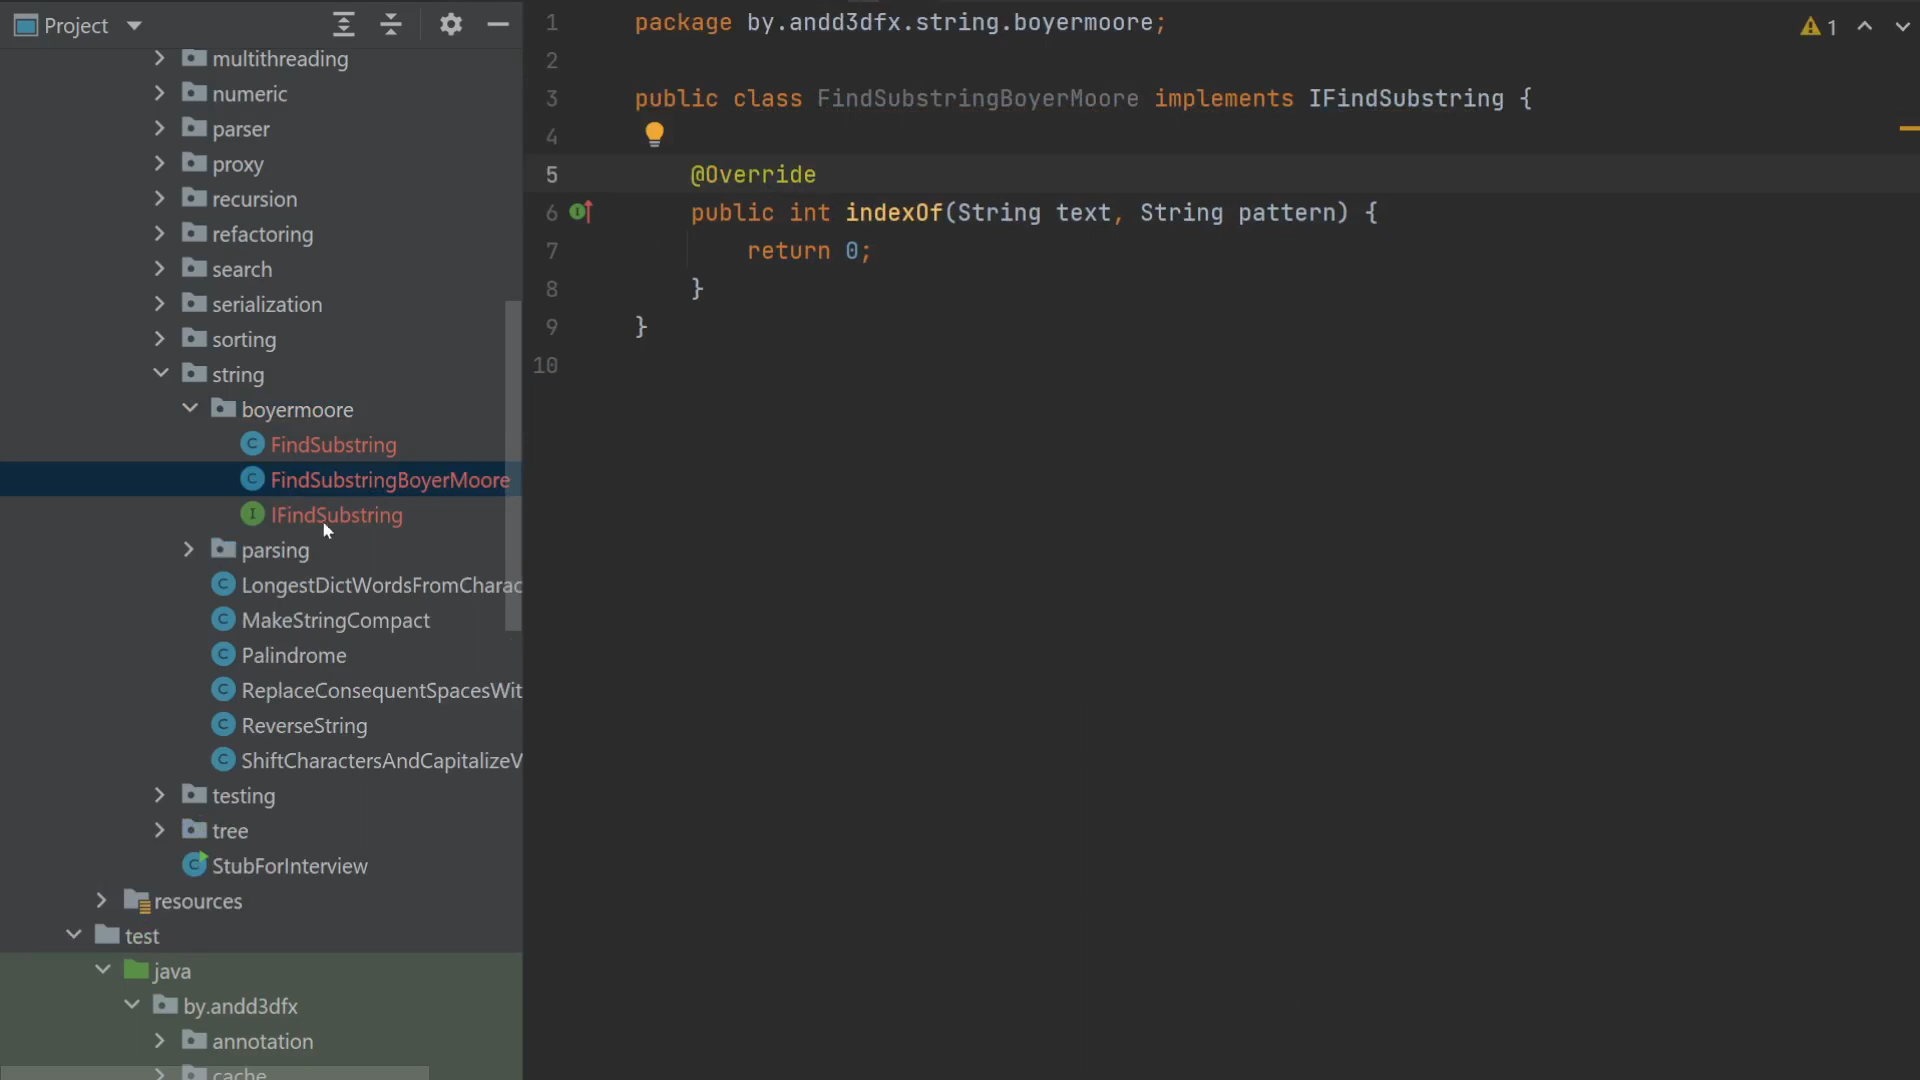 Project
multithreading
numeric
parser
proxy
recursion
refactoring
search
serialization
sorting
string
boyermoore
FindSubstring
FindSubstringBoyerMoore
IFindSubstring
parsing
LongestDictWordsFromCharac
MakeStringCompact
Palindrome
ReplaceConsequentSpacesWit
ReverseString
ShiftCharactersAndCapitalizeV
testing
tree
StubForInterview
resources
test
java
by.andd3dfx
annotation
cache
1 package by.andd3dfx.string.boyermoore;
2
3 public class FindSubstringBoyerMoore implements IFindSubstring {
4
5 @Override
6 public int indexOf(String text, String pattern) {
7 return 0;
8 }
9 }
10
1